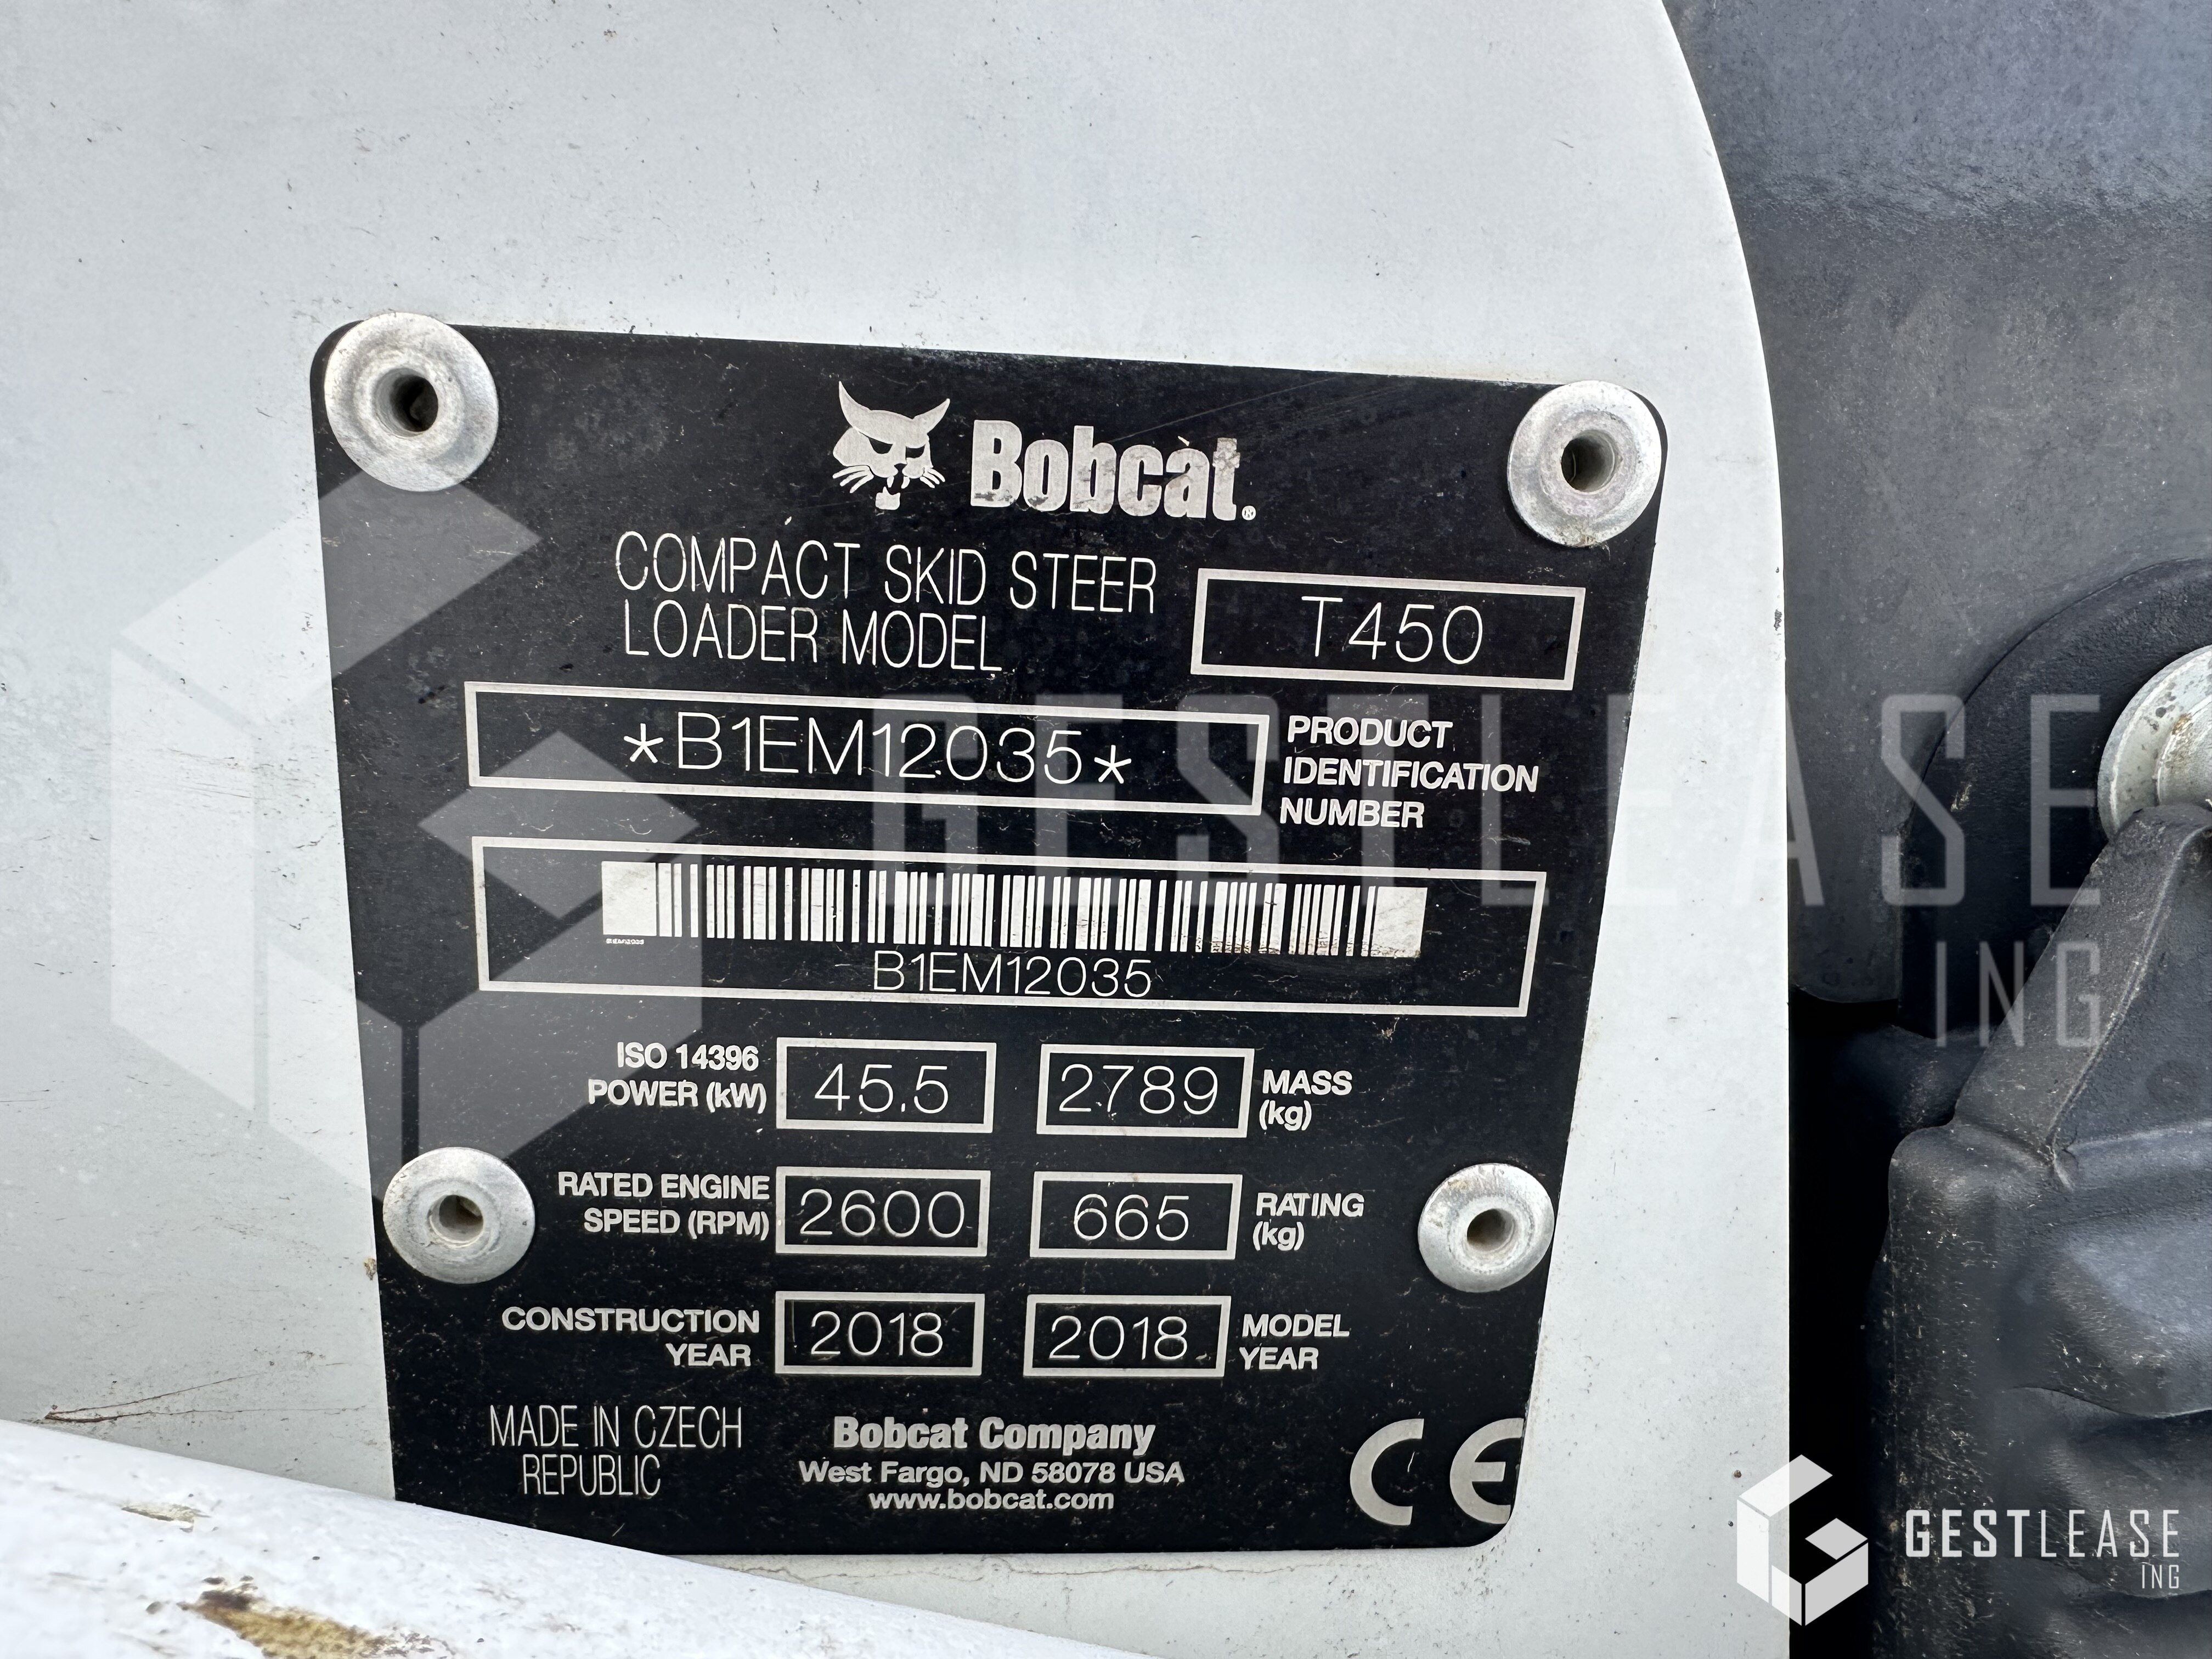 Bobcat®
COMPACT SKID STEER
LOADER MODEL
T450
*B1EM12035*
PRODUCT
IDENTIFICATION
NUMBER
B1EM12035
B1EM12035
ISO 14396
POWER (kW)
45.5
2789
MASS
(kg)
RATED ENGINE
SPEED (RPM)
2600
665
RATING
(kg)
CONSTRUCTION
YEAR
2018
2018
MODEL
YEAR
MADE IN CZECH
REPUBLIC
Bobcat Company
West Fargo, ND 58078 USA
www.bobcat.com
CE
GESTLEASE
ING
GESTLEASE
ING